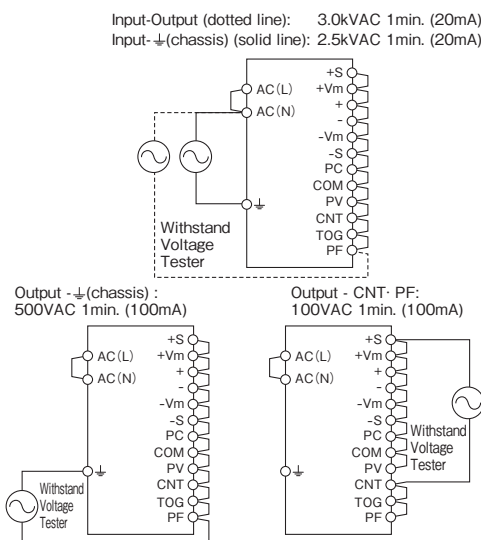 Input-Output (dotted line): 3.0kVAC 1min. (20mA)
Input-⏚(chassis) (solid line): 2.5kVAC 1min. (20mA)
AC(L)
AC(N)
⏚
+S
+Vm
+
-
-Vm
-S
PC
COM
PV
CNT
TOG
PF
Withstand
Voltage
Tester
Output -⏚(chassis) :
500VAC 1min. (100mA)
AC(L)
AC(N)
⏚
+S
+Vm
+
-
-Vm
-S
PC
COM
PV
CNT
TOG
PF
Withstand
Voltage
Tester
Output - CNT· PF:
100VAC 1min. (100mA)
AC(L)
AC(N)
⏚
+S
+Vm
+
-
-Vm
-S
PC
COM
PV
CNT
TOG
PF
Withstand
Voltage
Tester